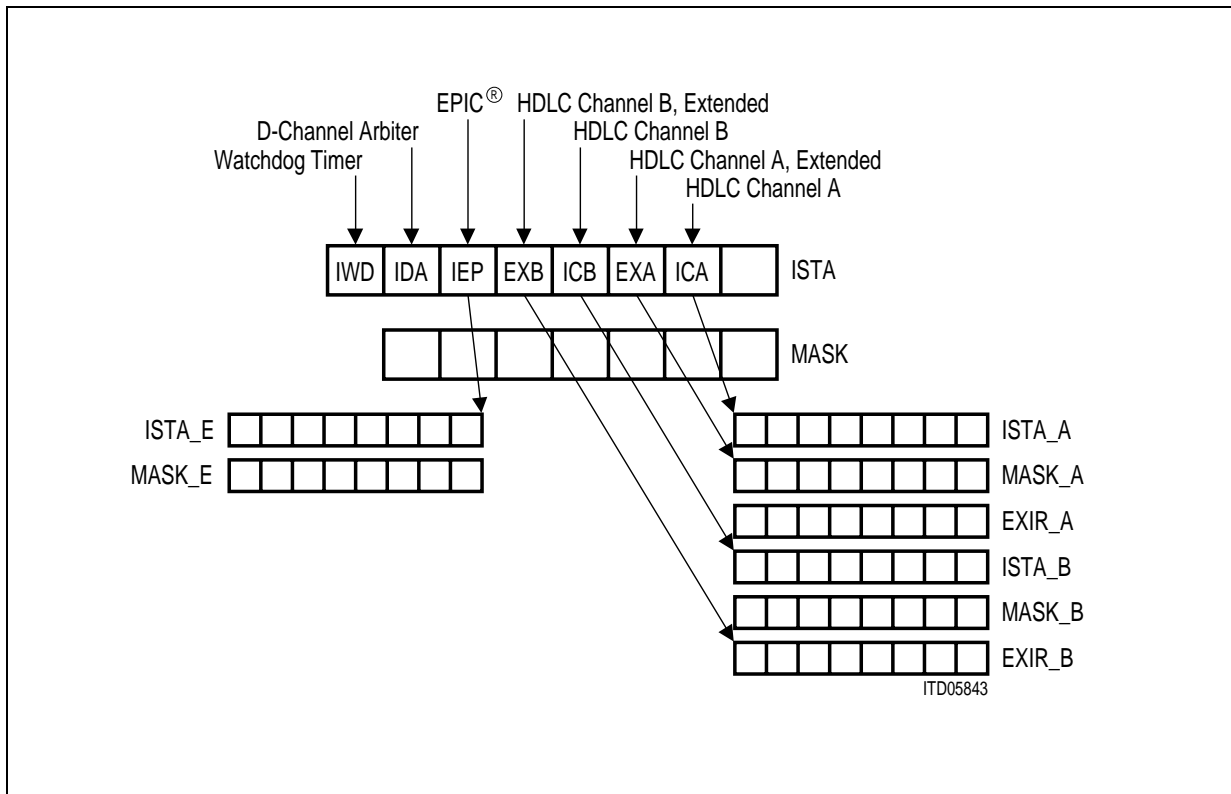 EPIC® HDLC Channel B, Extended
D-Channel Arbiter HDLC Channel B
Watchdog Timer HDLC Channel A, Extended
HDLC Channel A
IWD IDA IEP EXB ICB EXA ICA ISTA
MASK
ISTA_E ISTA_A
MASK_E MASK_A
EXIR_A
ISTA_B
MASK_B
EXIR_B
ITD05843